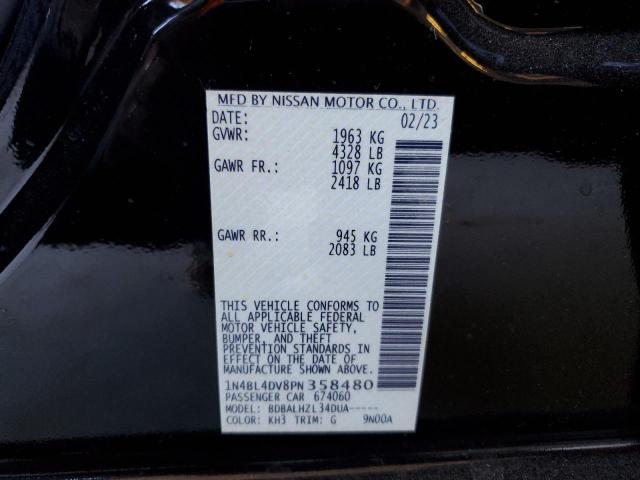 MFD BY NISSAN MOTOR CO., LTD.
DATE: 02/23
GVWR: 1963 KG
4328 LB
GAWR FR.: 1097 KG
2418 LB
GAWR RR.: 945 KG
2083 LB
THIS VEHICLE CONFORMS TO
ALL APPLICABLE FEDERAL
MOTOR VEHICLE SAFETY,
BUMPER, AND THEFT
PREVENTION STANDARDS IN
EFFECT ON THE DATE OF
MANUFACTURE SHOWN ABOVE.
1N4BL4DV8PN358480
PASSENGER CAR 674060
MODEL: BDBALHZL34DUA-----
COLOR: KH3 TRIM: G 9N00A